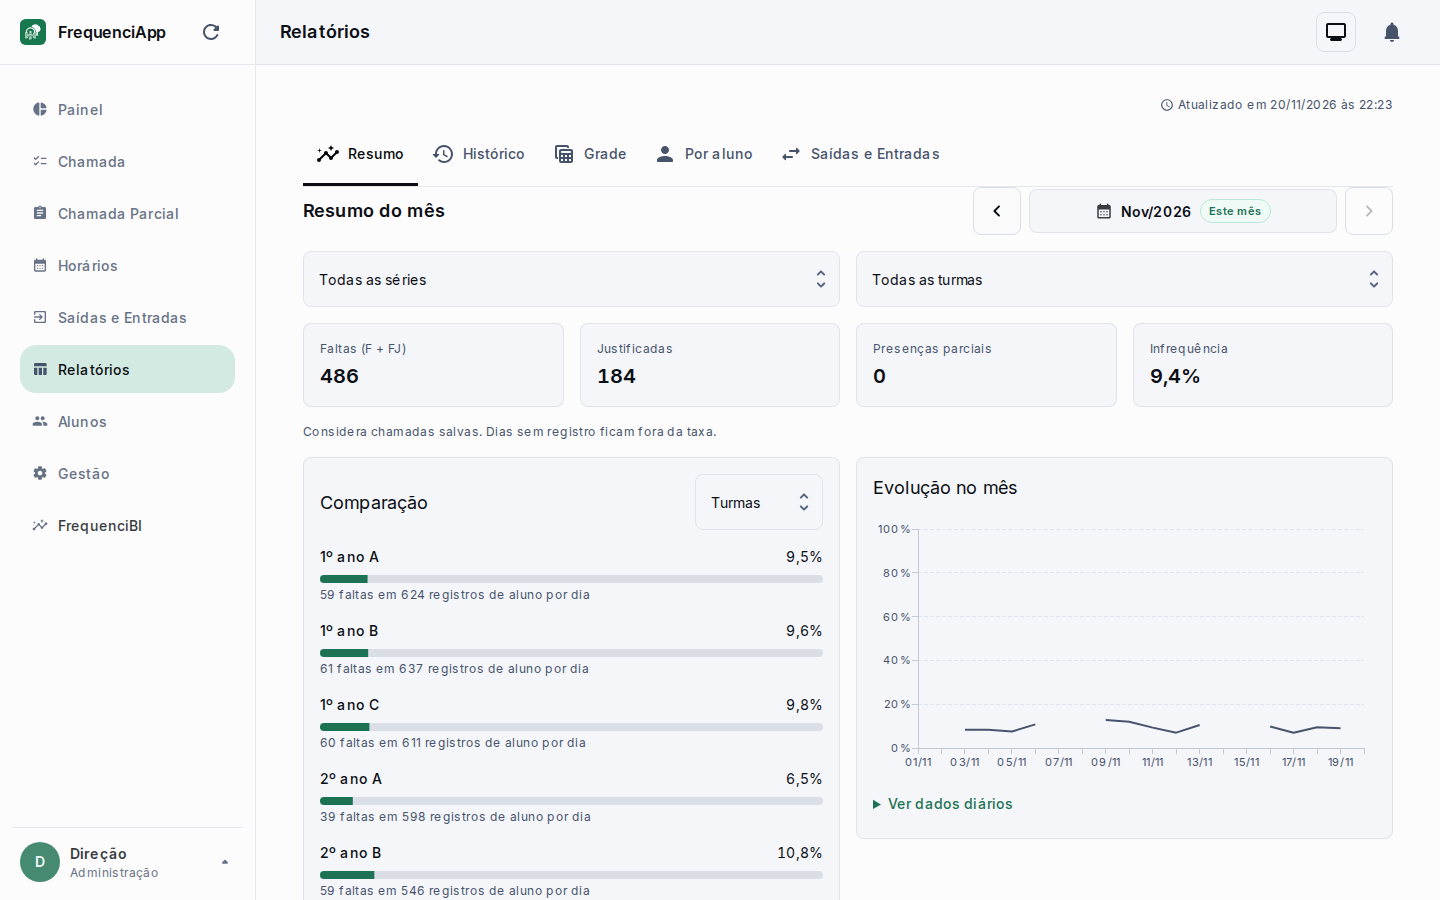 FrequenciApp
Relatórios
Painel
Chamada
Chamada Parcial
Horários
Saídas e Entradas
Relatórios
Alunos
Gestão
FrequenciBI
D
Direção
Administração
Atualizado em 20/11/2026 às 22:23
Resumo
Histórico
Grade
Por aluno
Saídas e Entradas
Resumo do mês
Nov/2026
Este mês
Todas as séries
Todas as turmas
Faltas (F + FJ)
486
Justificadas
184
Presenças parciais
0
Infrequência
9,4%
Considera chamadas salvas. Dias sem registro ficam fora da taxa.
Comparação
Turmas
1º ano A
9,5%
59 faltas em 624 registros de aluno por dia
1º ano B
9,6%
61 faltas em 637 registros de aluno por dia
1º ano C
9,8%
60 faltas em 611 registros de aluno por dia
2º ano A
6,5%
39 faltas em 598 registros de aluno por dia
2º ano B
10,8%
59 faltas em 546 registros de aluno por dia
Evolução no mês
100 %
80 %
60 %
40 %
20 %
0 %
01/11 03/11 05/11 07/11 09/11 11/11 13/11 15/11 17/11 19/11
Ver dados diários